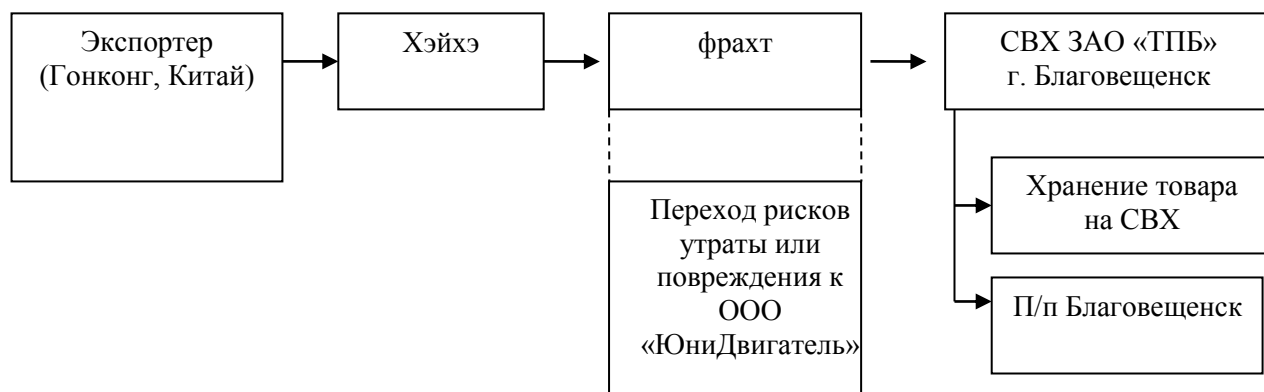 Экспортер
(Гонконг, Китай)
Хэйхэ
фрахт
СВХ ЗАО «ТПБ»
г. Благовещенск
Переход рисков
утраты или
повреждения к
ООО
«ЮниДвигатель»
Хранение товара
на СВХ
П/п Благовещенск